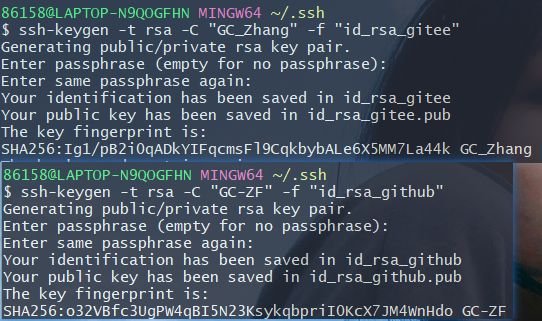 86158@LAPTOP-N9QOGFHN MINGW64 ~/.ssh
$ ssh-keygen -t rsa -C "GC_Zhang" -f "id_rsa_gitee"
Generating public/private rsa key pair.
Enter passphrase (empty for no passphrase):
Enter same passphrase again:
Your identification has been saved in id_rsa_gitee
Your public key has been saved in id_rsa_gitee.pub
The key fingerprint is:
SHA256:Ig1/pB2iOqADkYIFqcmsFl9CqkbybALe6X5MM7La44k GC_Zhang
86158@LAPTOP-N9QOGFHN MINGW64 ~/.ssh
$ ssh-keygen -t rsa -C "GC-ZF" -f "id_rsa_github"
Generating public/private rsa key pair.
Enter passphrase (empty for no passphrase):
Enter same passphrase again:
Your identification has been saved in id_rsa_github
Your public key has been saved in id_rsa_github.pub
The key fingerprint is:
SHA256:o32VBfc3UgPW4qBI5N23KsykqbpriIOKcX7JM4WnHdo GC-ZF